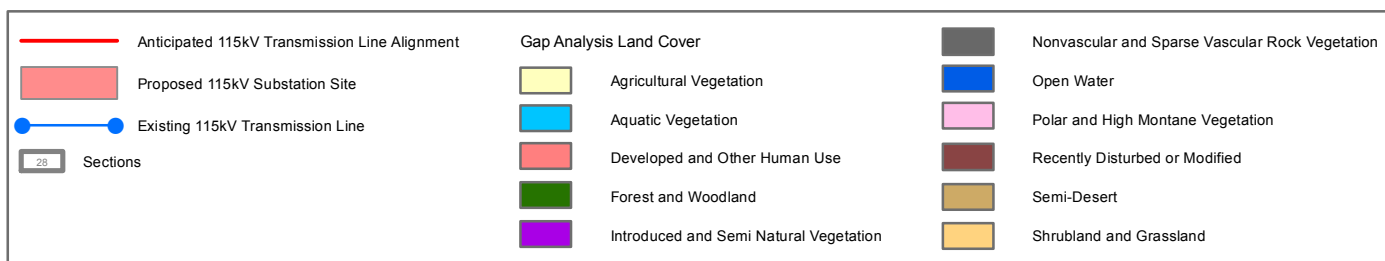 Anticipated 115kV Transmission Line Alignment
Proposed 115kV Substation Site
Existing 115kV Transmission Line
28
Sections
Gap Analysis Land Cover
Agricultural Vegetation
Aquatic Vegetation
Developed and Other Human Use
Forest and Woodland
Introduced and Semi Natural Vegetation
Nonvascular and Sparse Vascular Rock Vegetation
Open Water
Polar and High Montane Vegetation
Recently Disturbed or Modified
Semi-Desert
Shrubland and Grassland